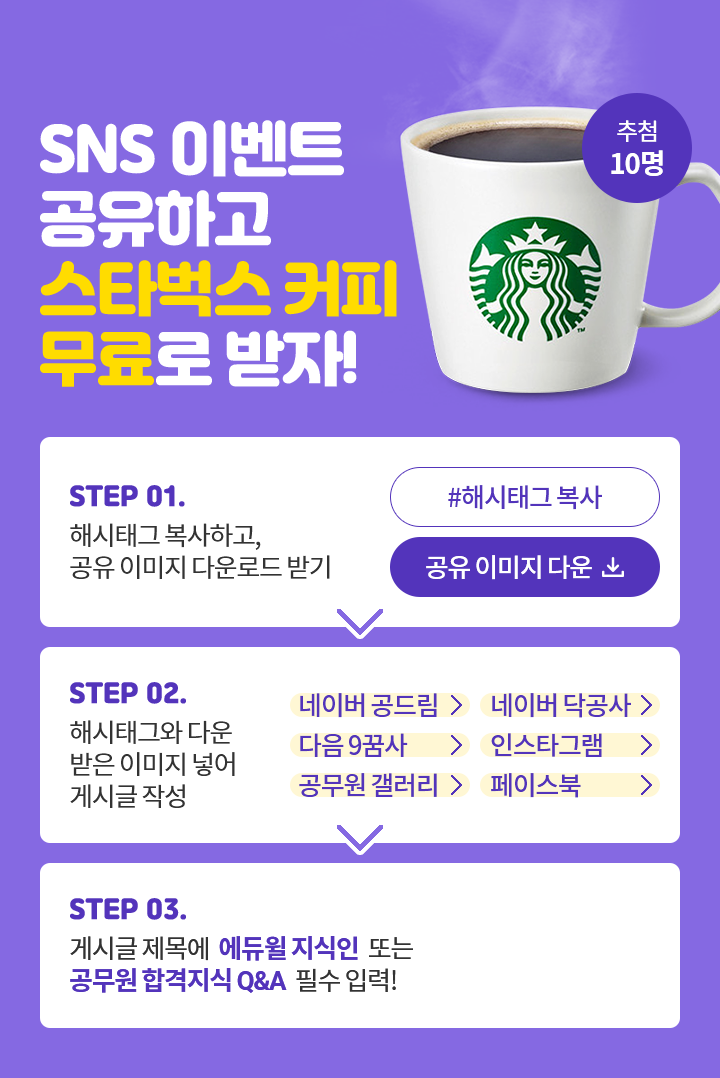 SNS 이벤트
공유하고
스타벅스 커피
무료로 받자!
추첨
10명
TM
STEP 01.
해시태그 복사하고,
공유 이미지 다운로드 받기
#해시태그 복사
공유 이미지 다운
STEP 02.
해시태그와 다운
받은 이미지 넣어
게시글 작성
네이버 공드림
네이버 닥공사
다음 9꿈사
인스타그램
공무원 갤러리
페이스북
STEP 03.
게시글 제목에 에듀윌 지식인 또는
공무원 합격지식 Q&A 필수 입력!